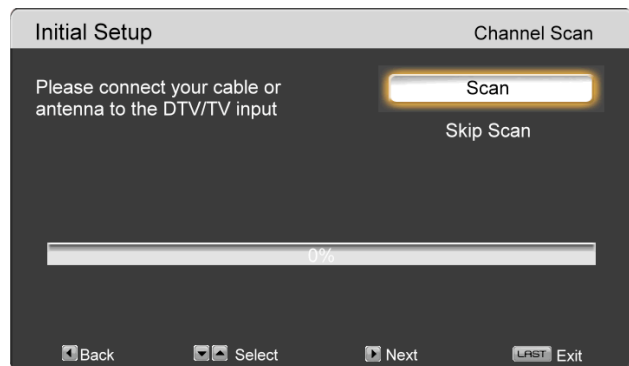 Initial Setup
Channel Scan
Please connect your cable or
antenna to the DTV/TV input
Scan
Skip Scan
0%
Back Select Next LAST Exit